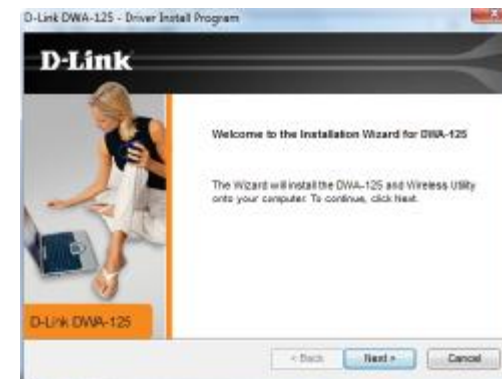 D-Link DWA-125 - Driver Install Program
D-Link
Welcome to the Installation Wizard for DWA-125
The Wizard will install the DWA-125 and Wireless Utility
onto your computer. To continue, click Next.
D-Link DWA-125
< Back
Next >
Cancel